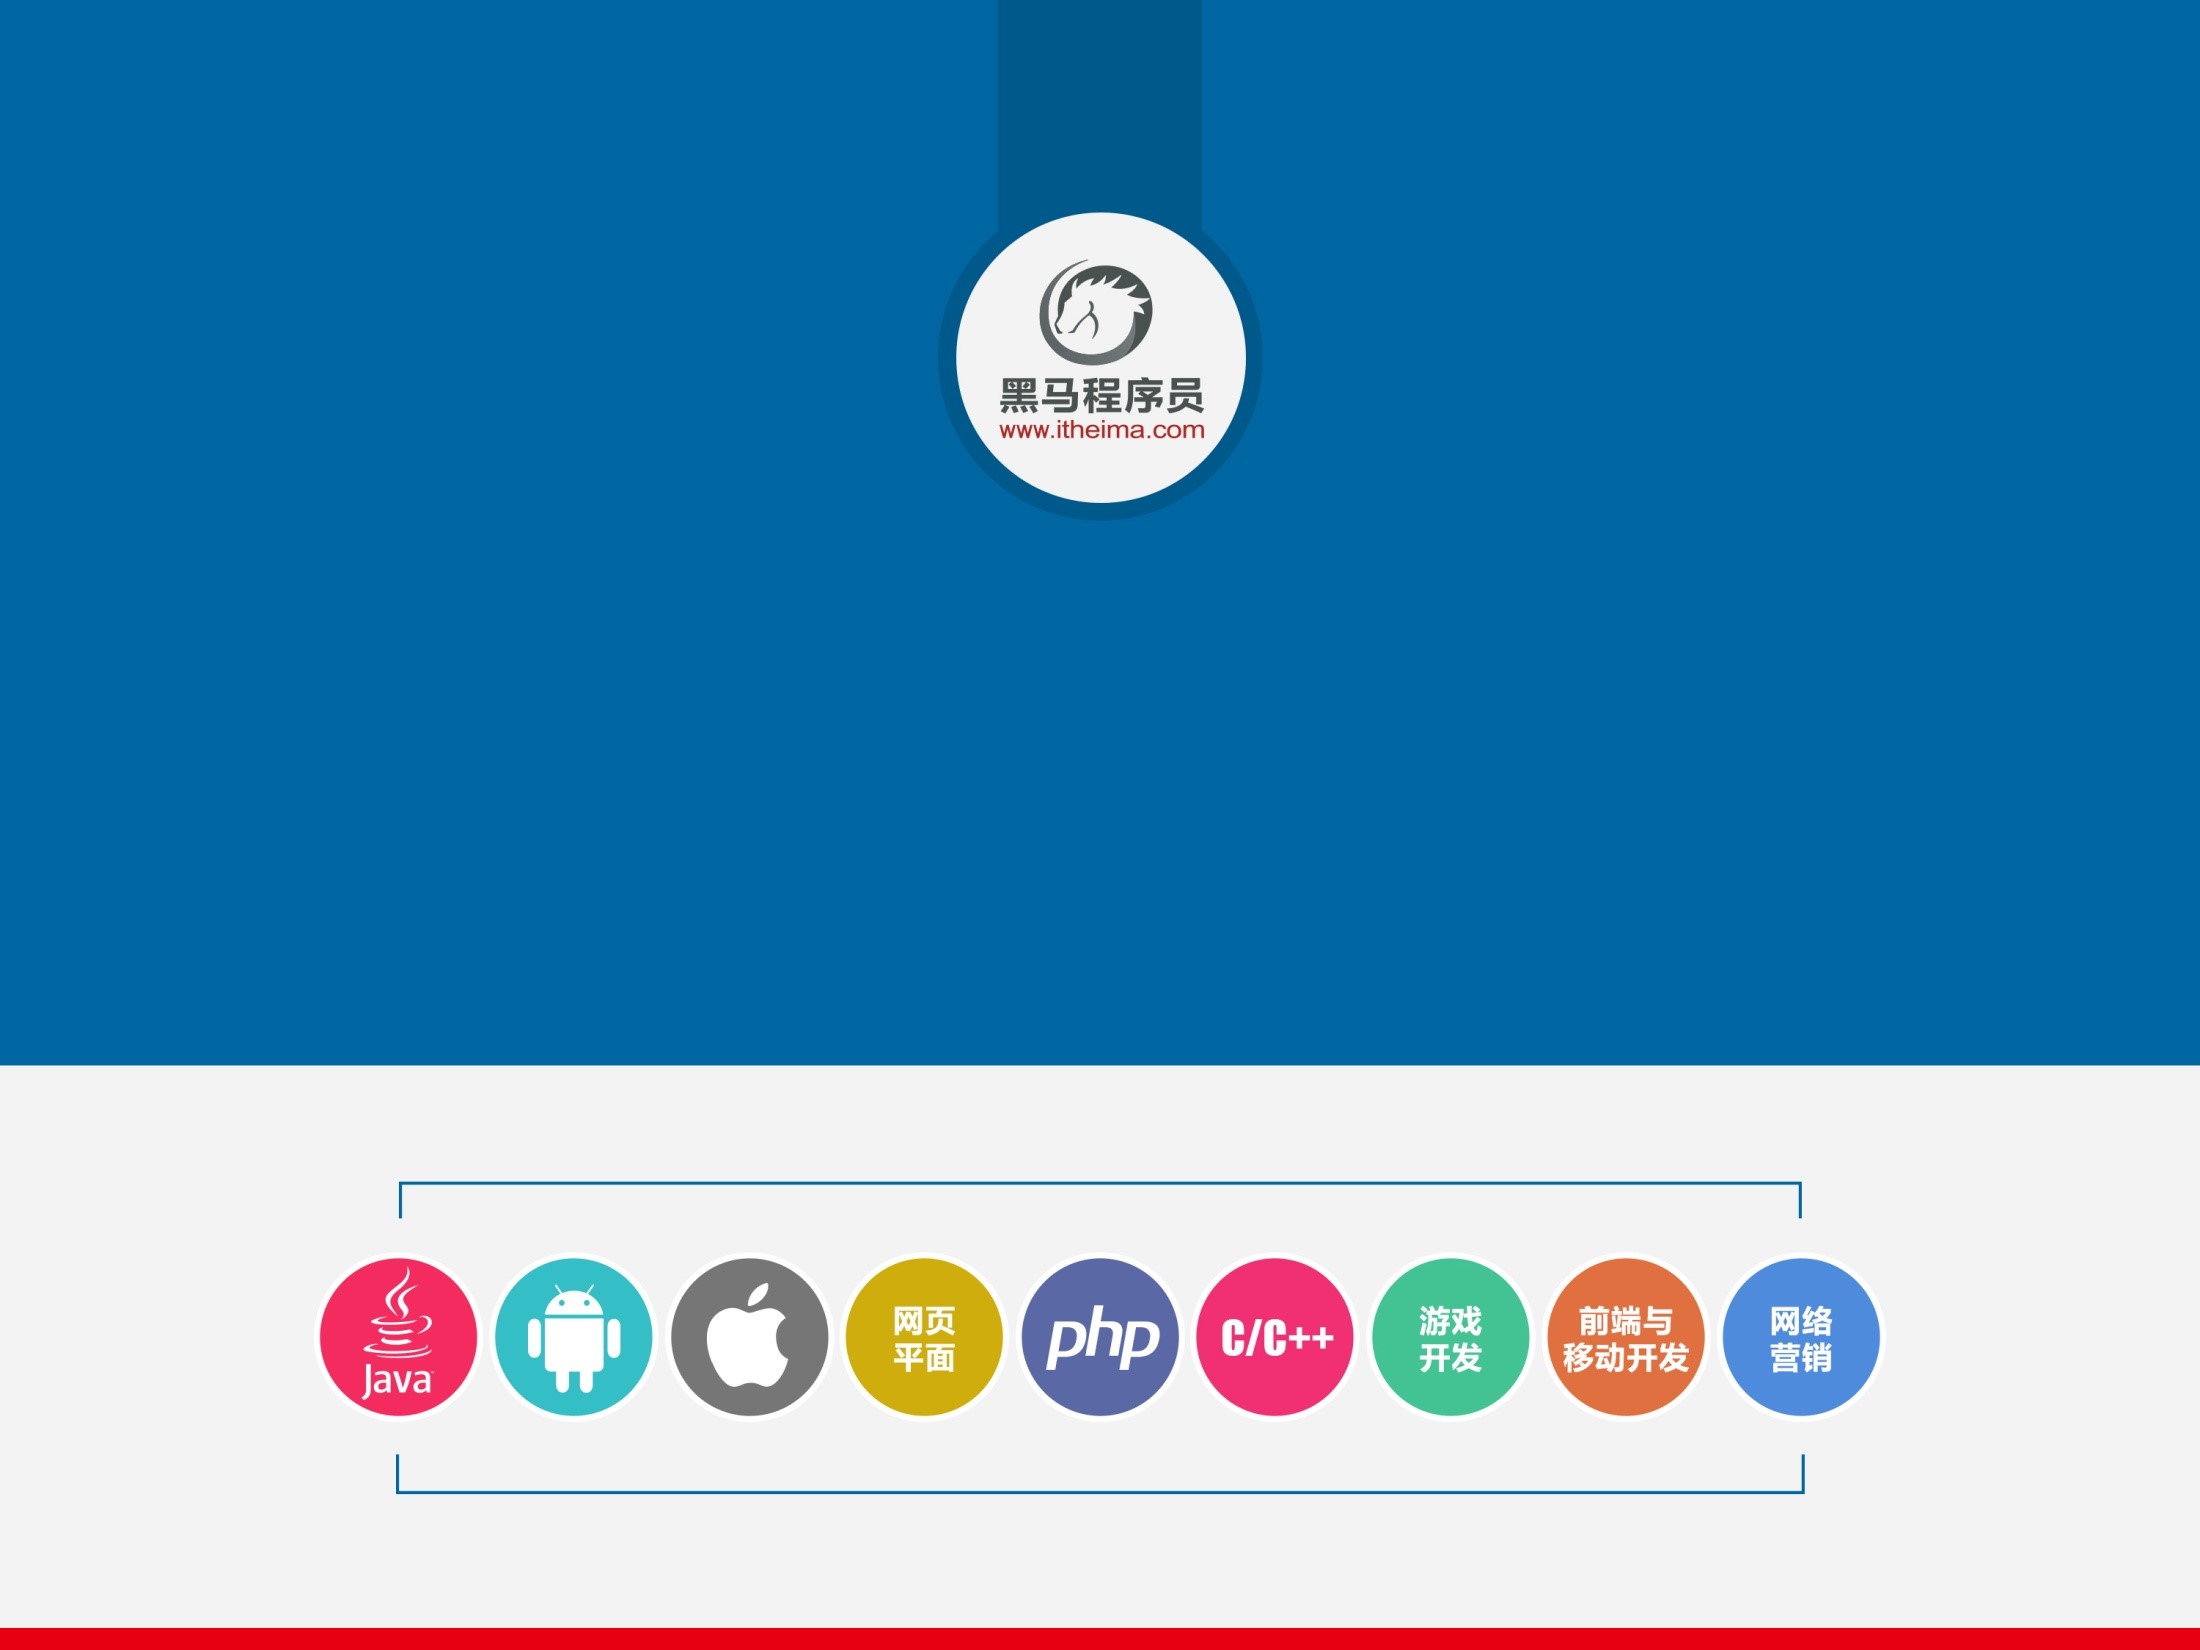 黑马程序员
www.itheima.com
Java
网页
平面
php
C/C++
游戏
开发
前端与
移动开发
网络
营销